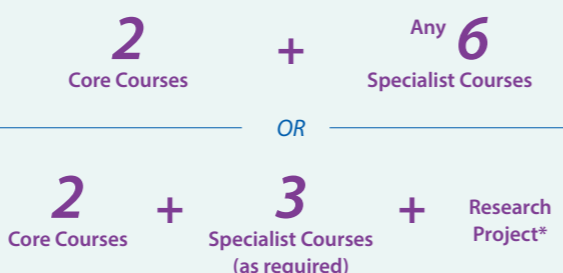 2 + Any 6
Core Courses Specialist Courses
OR
2 + 3 + Research
Core Courses Specialist Courses Project*
(as required)